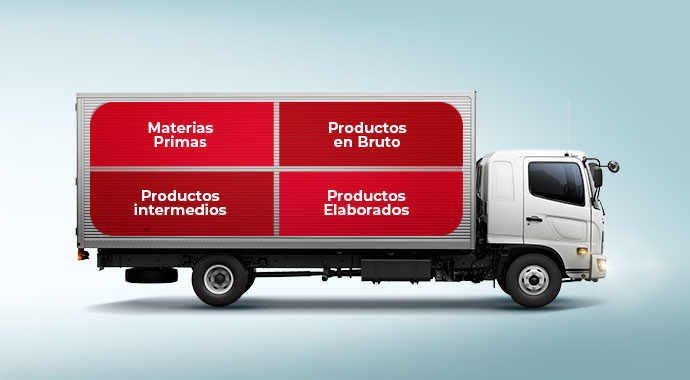 Materias
Primas
Productos
en Bruto
Productos
intermedios
Productos
Elaborados